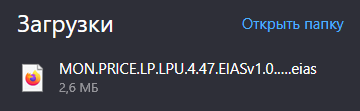 Загрузки
Открыть папку
MON.PRICE.LP.LPU.4.47.EIASv1.0.....eias
2,6 МБ